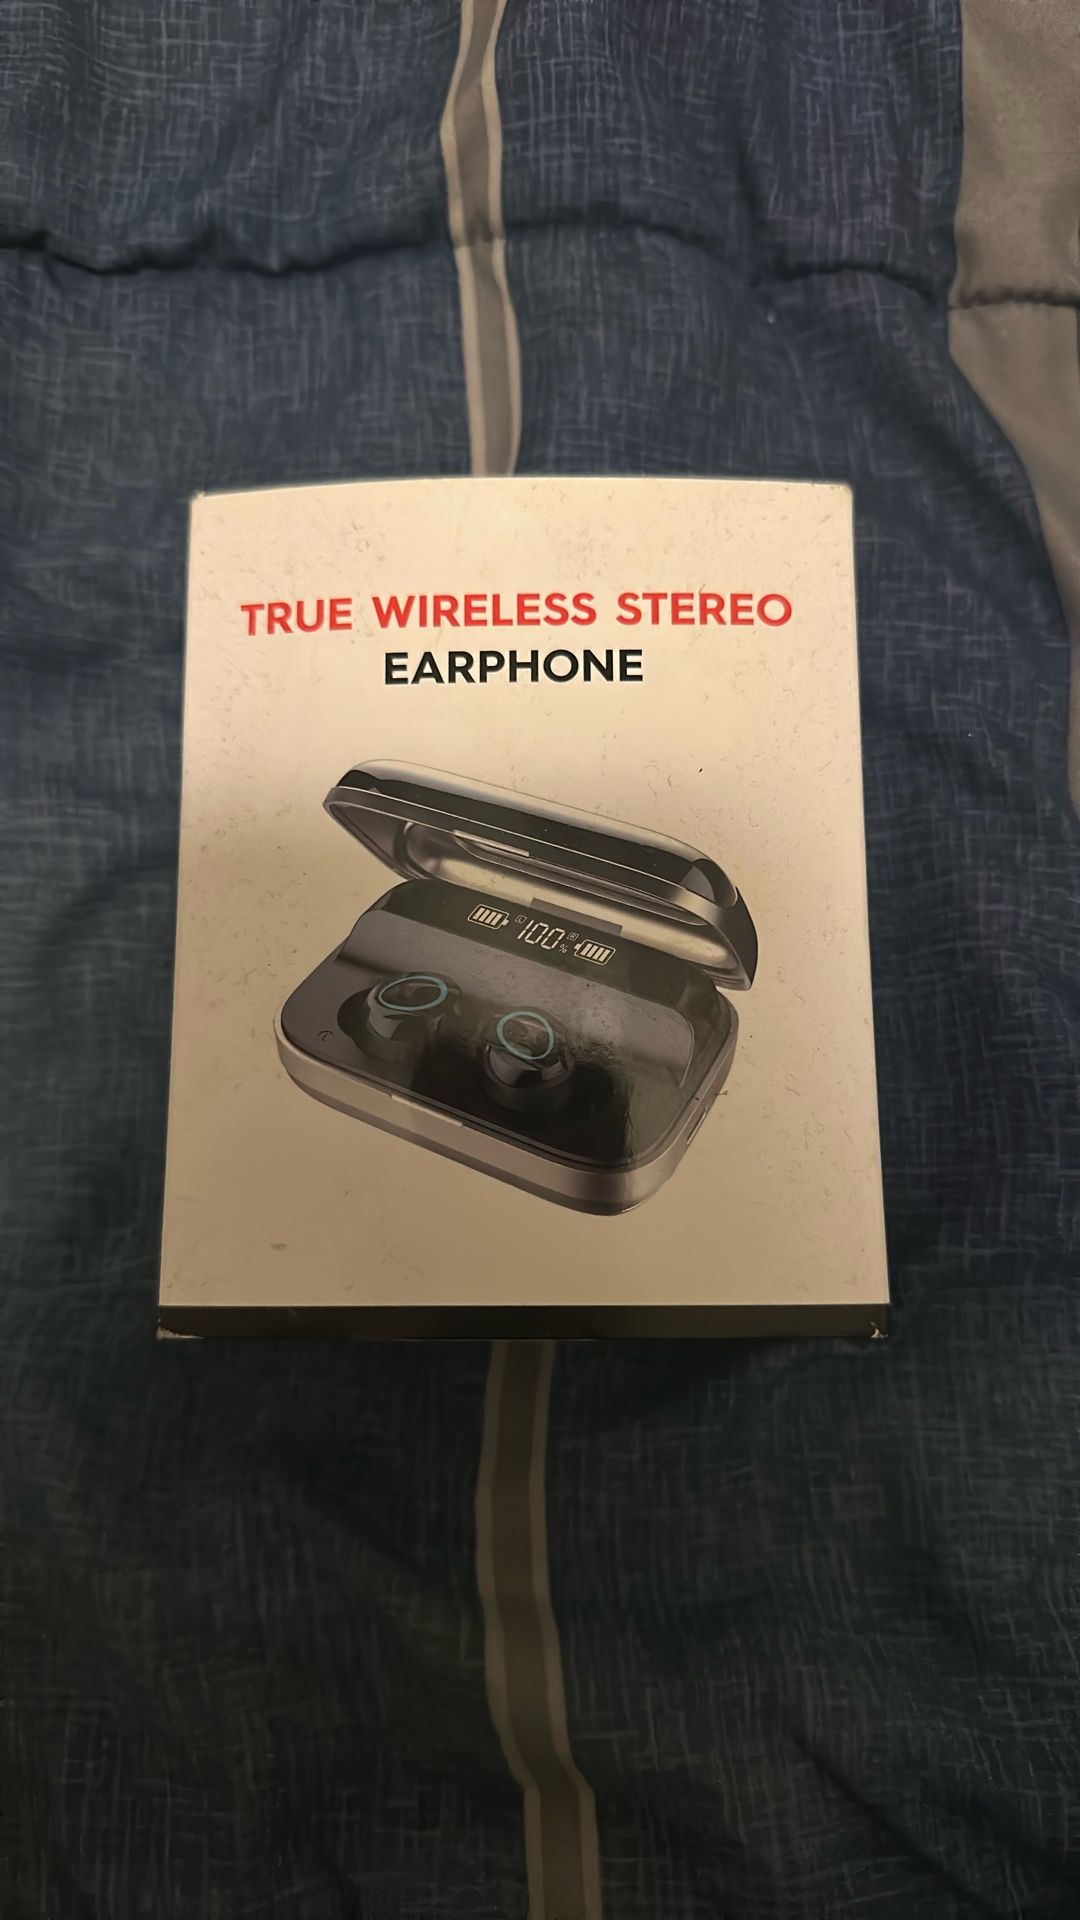 TRUE WIRELESS STEREO
EARPHONE
L 100% R